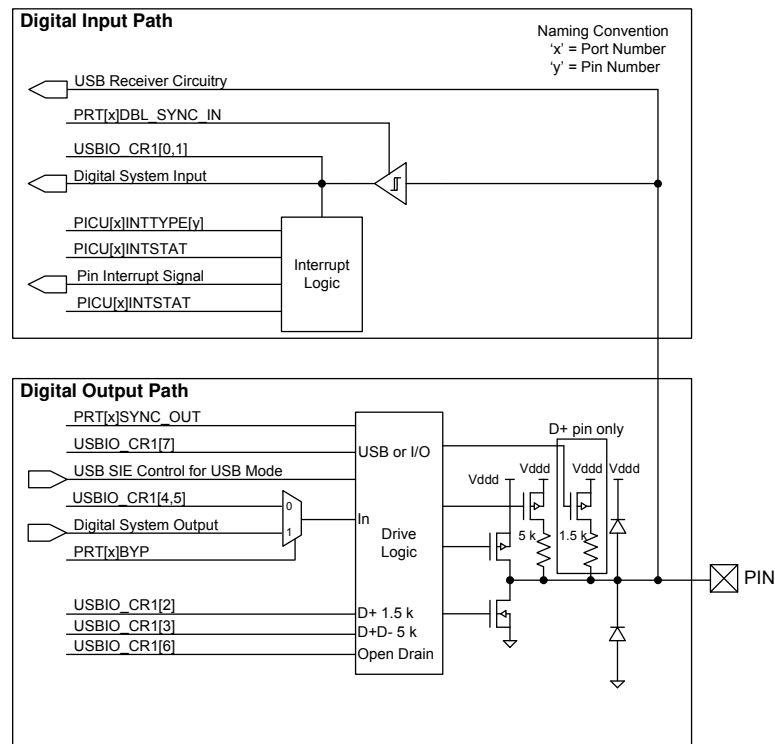 Digital Input Path
Naming Convention
'x' = Port Number
'y' = Pin Number
USB Receiver Circuitry
PRT[x]DBL_SYNC_IN
USBIO_CR1[0,1]
Digital System Input
PICU[x]INTTYPE[y]
PICU[x]INTSTAT
Pin Interrupt Signal
PICU[x]INTSTAT
Interrupt
Logic
Digital Output Path
PRT[x]SYNC_OUT
USBIO_CR1[7]
USB SIE Control for USB Mode
USBIO_CR1[4,5]
Digital System Output
PRT[x]BYP
0
1
USBIO_CR1[2]
USBIO_CR1[3]
USBIO_CR1[6]
USB or I/O
In
Drive
Logic
D+ 1.5 k
D+D- 5 k
Open Drain
D+ pin only
Vddd
Vddd
Vddd
Vddd
5 k
1.5 k
PIN